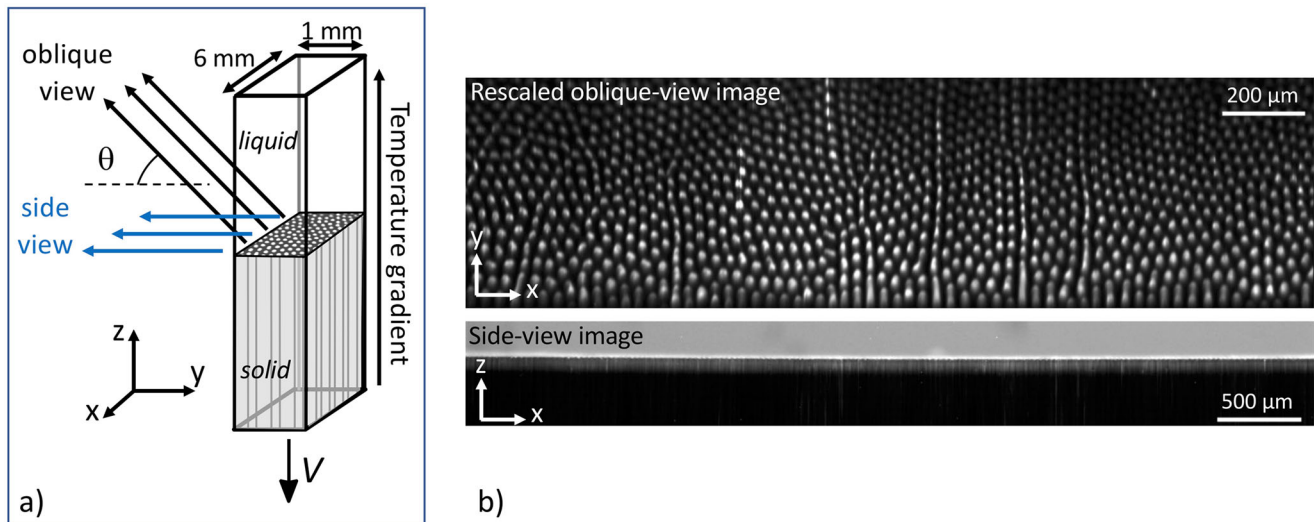 1 mm
6 mm
oblique
view
liquid
θ
side
view
Temperature gradient
z
y
x
solid
V
a)
Rescaled oblique-view image
200 µm
y
x
Side-view image
z
x
500 µm
b)